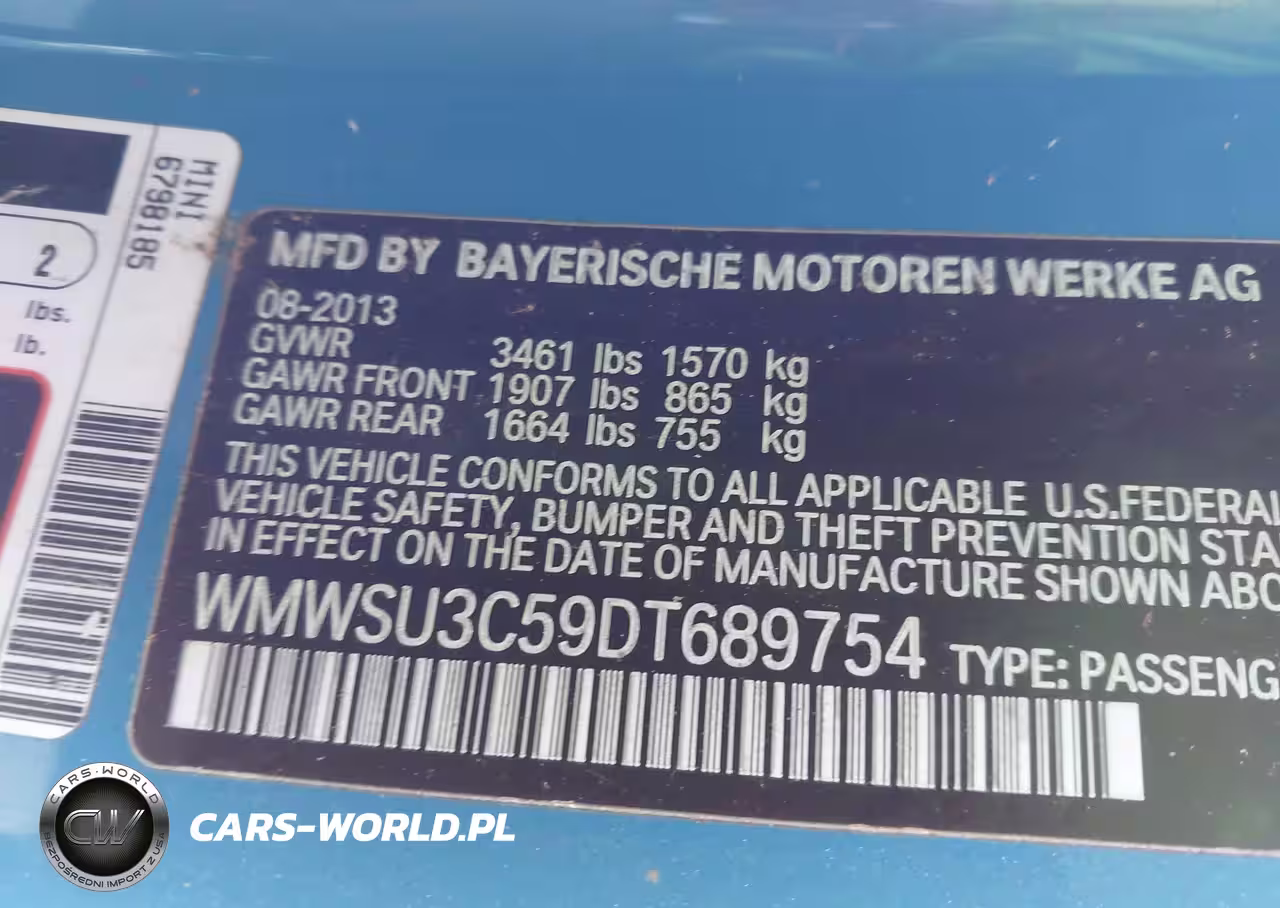 MINI
6798185
2
lbs.
lb.
MFD BY BAYERISCHE MOTOREN WERKE AG
08-2013
GVWR 3461 lbs 1570 kg
GAWR FRONT 1907 lbs 865 kg
GAWR REAR 1664 lbs 755 kg
THIS VEHICLE CONFORMS TO ALL APPLICABLE U.S.FEDERAL
VEHICLE SAFETY, BUMPER AND THEFT PREVENTION STA
IN EFFECT ON THE DATE OF MANUFACTURE SHOWN ABO
WMWSU3C59DT689754 TYPE: PASSENG
CARS-WORLD
CW
BEZPOŚREDNI IMPORT Z USA
CARS-WORLD.PL